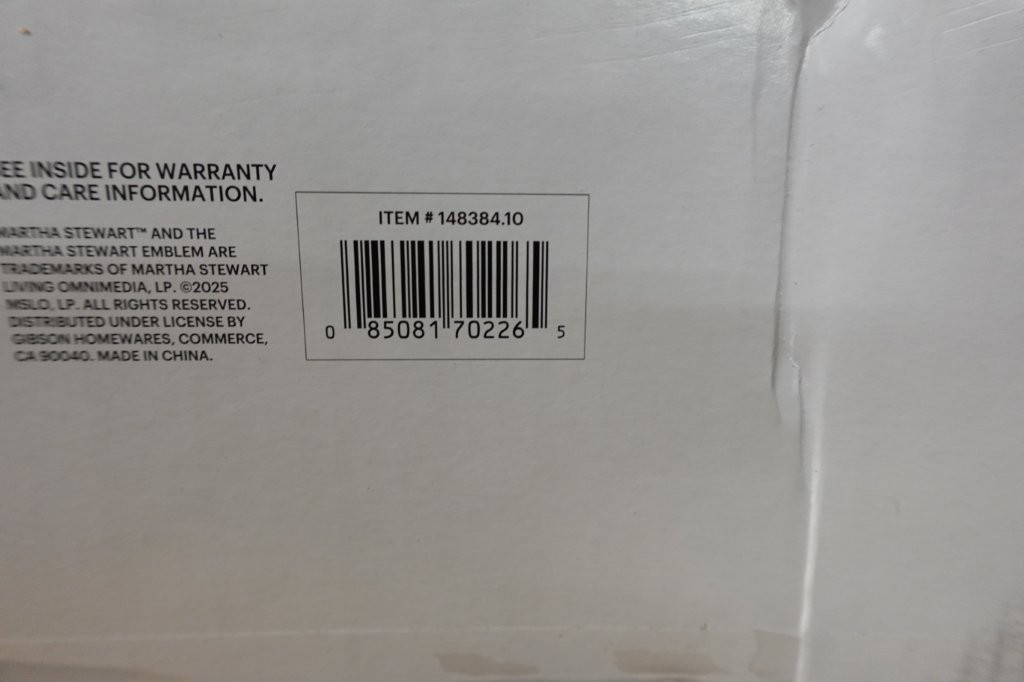 EE INSIDE FOR WARRANTY
AND CARE INFORMATION.
MARTHA STEWART™ AND THE
MARTHA STEWART EMBLEM ARE
TRADEMARKS OF MARTHA STEWART
LIVING OMNIMEDIA, LP. ©2025
MSLO, LP. ALL RIGHTS RESERVED.
DISTRIBUTED UNDER LICENSE BY
GIBSON HOMEWARES, COMMERCE,
CA 90040. MADE IN CHINA.
ITEM # 148384.10
0 85081 70226 5